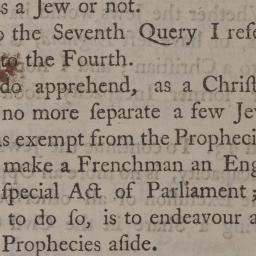 s a Jew or not.
o the Seventh Query I refe
to the Fourth.
do apprehend, as a Chriſt
no more ſeparate a few Jew
as exempt from the Prophecie
make a Frenchman an Eng
ſpecial Act of Parliament;
to do ſo, is to endeavour a
Prophecies aſide.